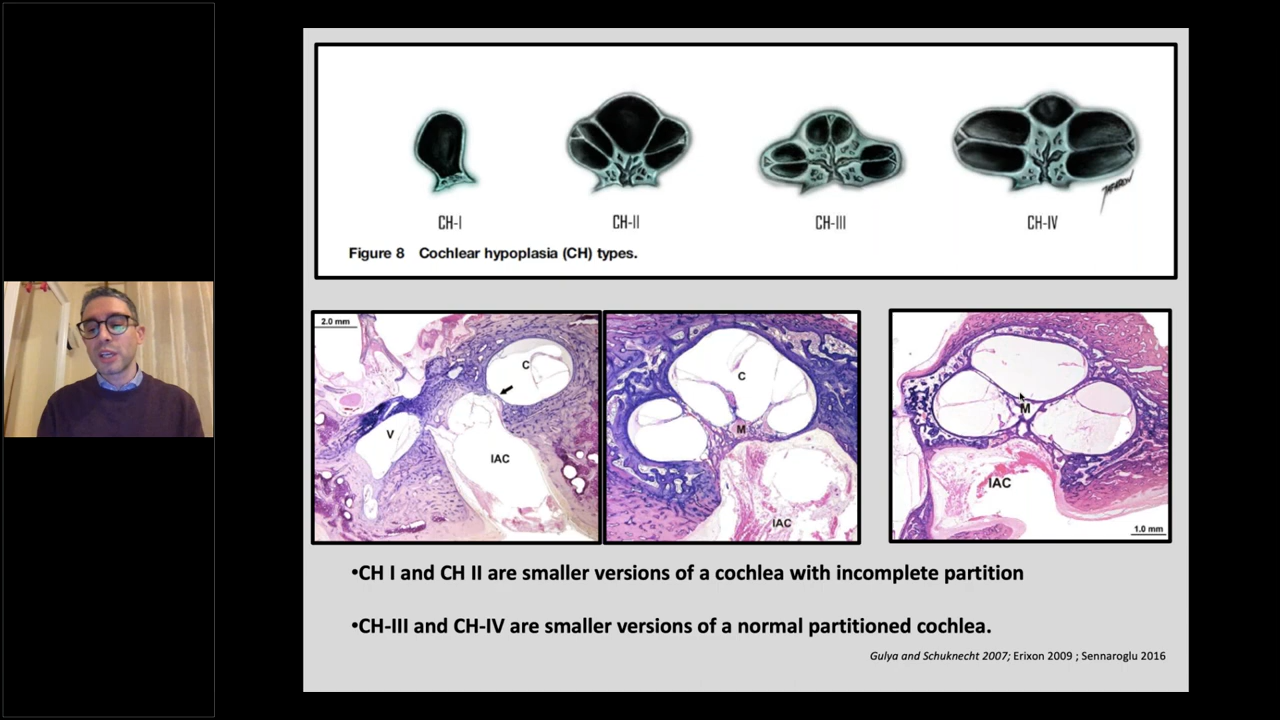 CH-I
CH-II
CH-III
CH-IV
Figure 8 Cochlear hypoplasia (CH) types.
2.0 mm
C
V
IAC
C
M
IAC
M
IAC
1.0 mm
•CH I and CH II are smaller versions of a cochlea with incomplete partition
•CH-III and CH-IV are smaller versions of a normal partitioned cochlea.
Gulya and Schuknecht 2007; Erixon 2009 ; Sennaroglu 2016